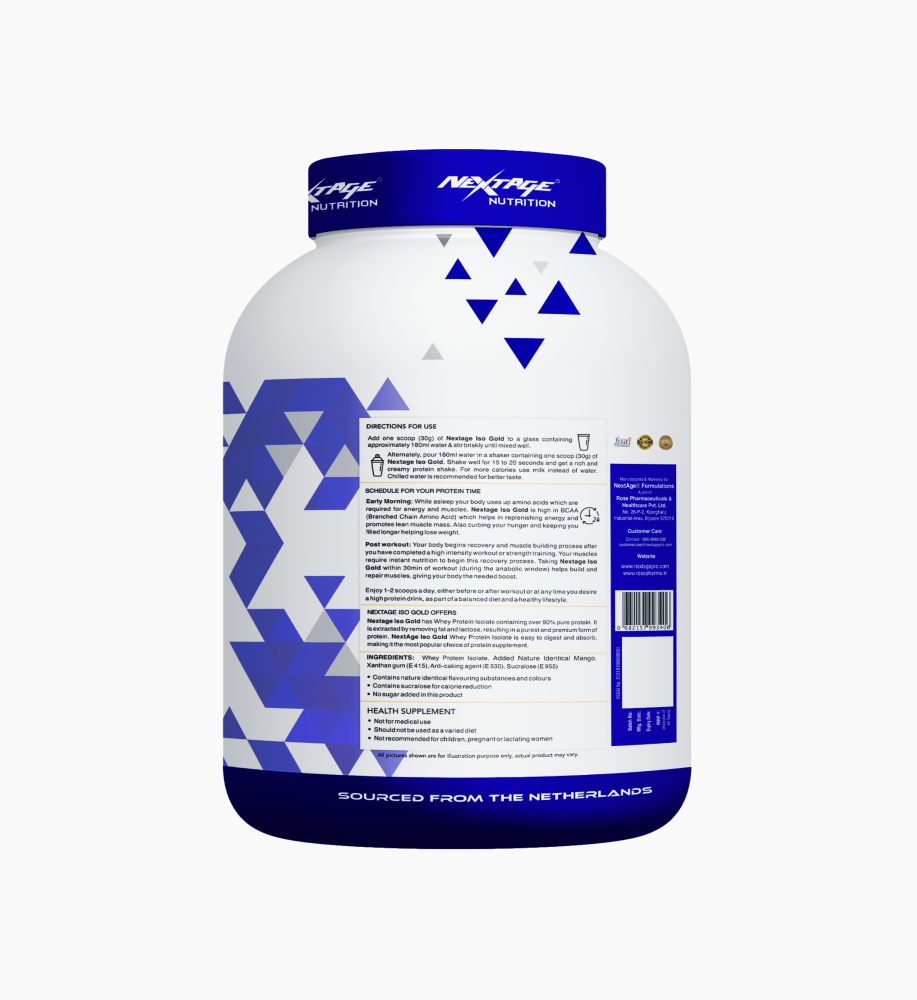 XTAGE
NUTRITION
NEXTAGE®
NUTRITION
DIRECTIONS FOR USE
Add one scoop (30g) of Nextage Iso Gold to a glass containing
approximately 180ml water & stir briskly until mixed well.
Alternately, pour 180ml water in a shaker containing one scoop (30g) of
Nextage Iso Gold. Shake well for 15 to 20 seconds and get a rich and
creamy protein shake. For more calories use milk instead of water.
Chilled water is recommended for better taste.
SCHEDULE FOR YOUR PROTEIN TIME
Early Morning: While asleep your body uses up amino acids which are
required for energy and muscles. Nextage Iso Gold is high in BCAA
(Branched Chain Amino Acid) which helps in replenishing energy and
promotes lean muscle mass. Also curbing your hunger and keeping you
filled longer helping lose weight.
24
Post workout: Your body begins recovery and muscle building process after
you have completed a high intensity workout or strength training. Your muscles
require instant nutrition to begin this recovery process. Taking Nextage Iso
Gold within 30min of workout (during the anabolic window) helps build and
repair muscles, giving your body the needed boost.
Enjoy 1-2 scoops a day, either before or after workout or at any time you desire
a high protein drink, as part of a balanced diet and a healthy lifestyle.
NEXTAGE ISO GOLD OFFERS
Nextage Iso Gold has Whey Protein Isolate containing over 90% pure protein. It
is extracted by removing fat and lactose, resulting in a purest and premium form of
protein. NextAge Iso Gold Whey Protein Isolate is easy to digest and absorb,
making it the most popular choice of protein supplement.
INGREDIENTS: Whey Protein Isolate, Added Nature Identical Mango,
Xanthan gum (E 415), Anti-caking agent (E 530), Sucralose (E 955)
• Contains nature identical flavouring substances and colours
• Contains sucralose for calorie reduction
• No sugar added in this product
HEALTH SUPPLEMENT
• Not for medical use
• Should not be used as a varied diet
• Not recommended for children, pregnant or lactating women
All pictures shown are for illustration purpose only, actual product may vary.
fssai
Manufactured & Marketed by:
NextAge® Formulations
A unit of
Rose Pharmaceuticals &
Healthcare Pvt. Ltd.
No. 26-P-2, Koorghally
Industrial Area, Mysore 570018
Customer Care
Website
www.nextagepro.com
www.rosepharma.in
0 682157 993406
Batch No:
Mfg. Date:
Expiry Date:
MRP ₹:
SOURCED FROM THE NETHERLANDS